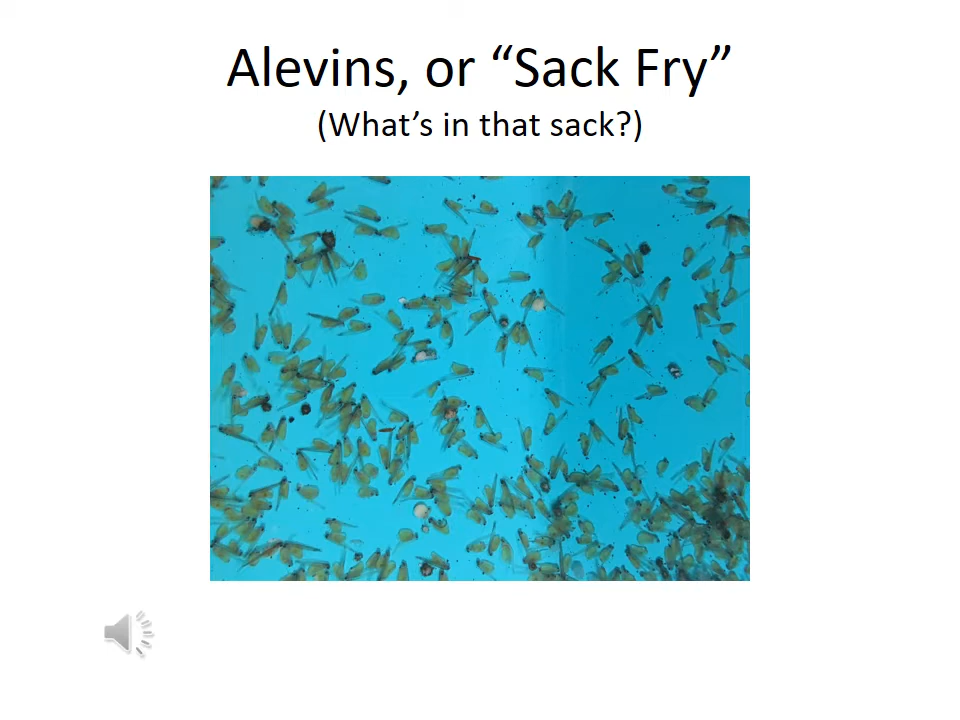 Alevins, or “Sack Fry”
(What’s in that sack?)